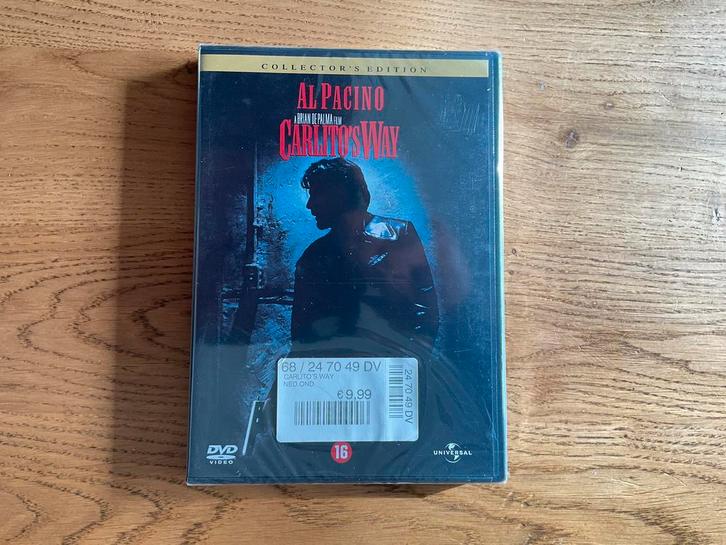 COLLECTOR'S EDITION
AL PACINO
A BRIAN DE PALMA FILM
CARLITO'S WAY
68 / 24 70 49 DV
CARLITO'S WAY
NED.OND.
€9,99
24 70 49 DV
DVD
VIDEO
16
UNIVERSAL